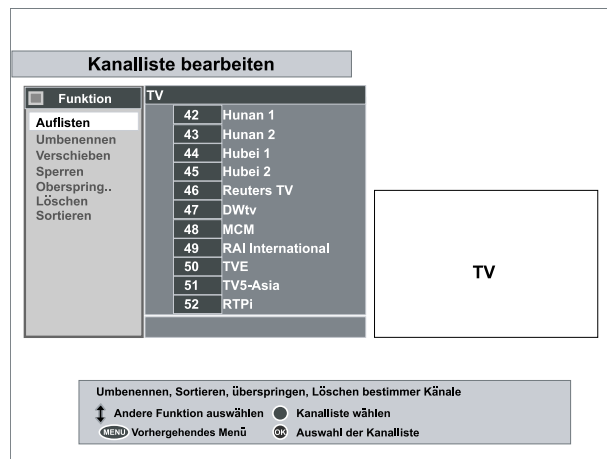 Kanalliste bearbeiten
Funktion
Auflisten
Umbenennen
Verschieben
Sperren
Oberspring..
Löschen
Sortieren
TV
42 Hunan 1
43 Hunan 2
44 Hubei 1
45 Hubei 2
46 Reuters TV
47 DWtv
48 MCM
49 RAI International
50 TVE
51 TV5-Asia
52 RTPi
TV
Umbenennen, Sortieren, überspringen, Löschen bestimmer Känale
Andere Funktion auswählen Kanalliste wählen
MENU Vorhergehendes Menü OK Auswahl der Kanalliste